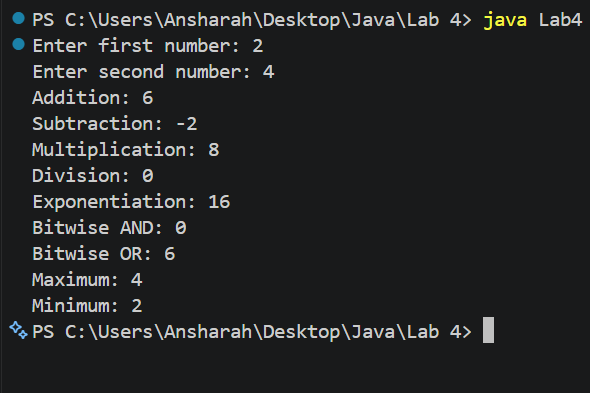 PS C:\Users\Ansharah\Desktop\Java\Lab 4> java Lab4
Enter first number: 2
Enter second number: 4
Addition: 6
Subtraction: -2
Multiplication: 8
Division: 0
Exponentiation: 16
Bitwise AND: 0
Bitwise OR: 6
Maximum: 4
Minimum: 2
PS C:\Users\Ansharah\Desktop\Java\Lab 4>